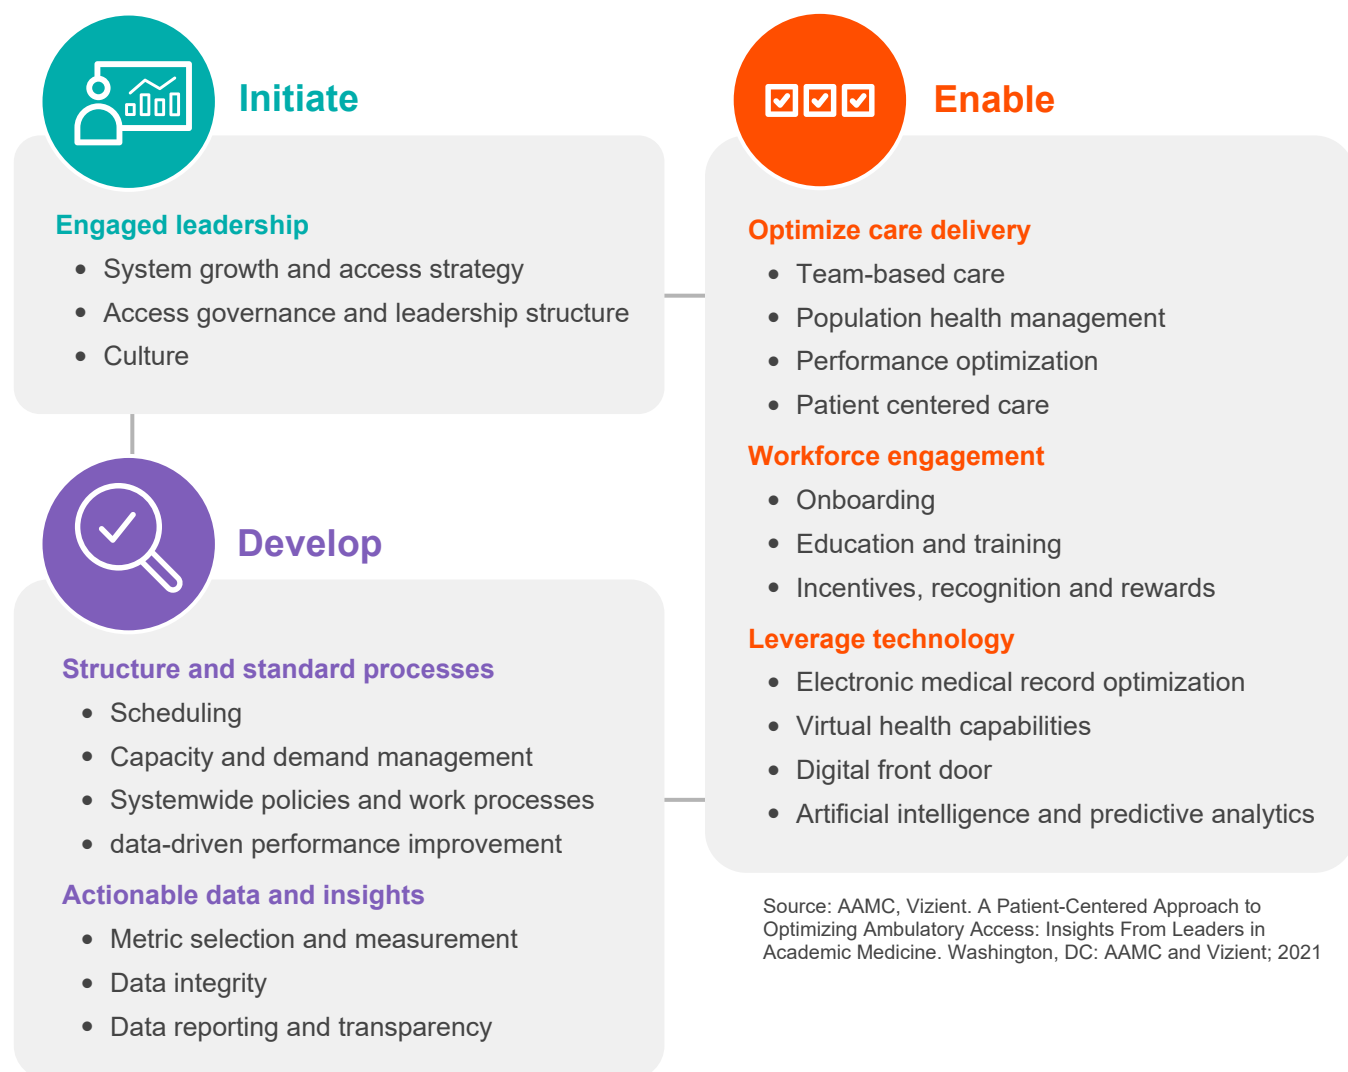 Initiate
Engaged leadership
• System growth and access strategy
• Access governance and leadership structure
• Culture
Develop
Structure and standard processes
• Scheduling
• Capacity and demand management
• Systemwide policies and work processes
• data-driven performance improvement
Actionable data and insights
• Metric selection and measurement
• Data integrity
• Data reporting and transparency
Enable
Optimize care delivery
• Team-based care
• Population health management
• Performance optimization
• Patient centered care
Workforce engagement
• Onboarding
• Education and training
• Incentives, recognition and rewards
Leverage technology
• Electronic medical record optimization
• Virtual health capabilities
• Digital front door
• Artificial intelligence and predictive analytics
Source: AAMC, Vizient. A Patient-Centered Approach to
Optimizing Ambulatory Access: Insights From Leaders in
Academic Medicine. Washington, DC: AAMC and Vizient; 2021